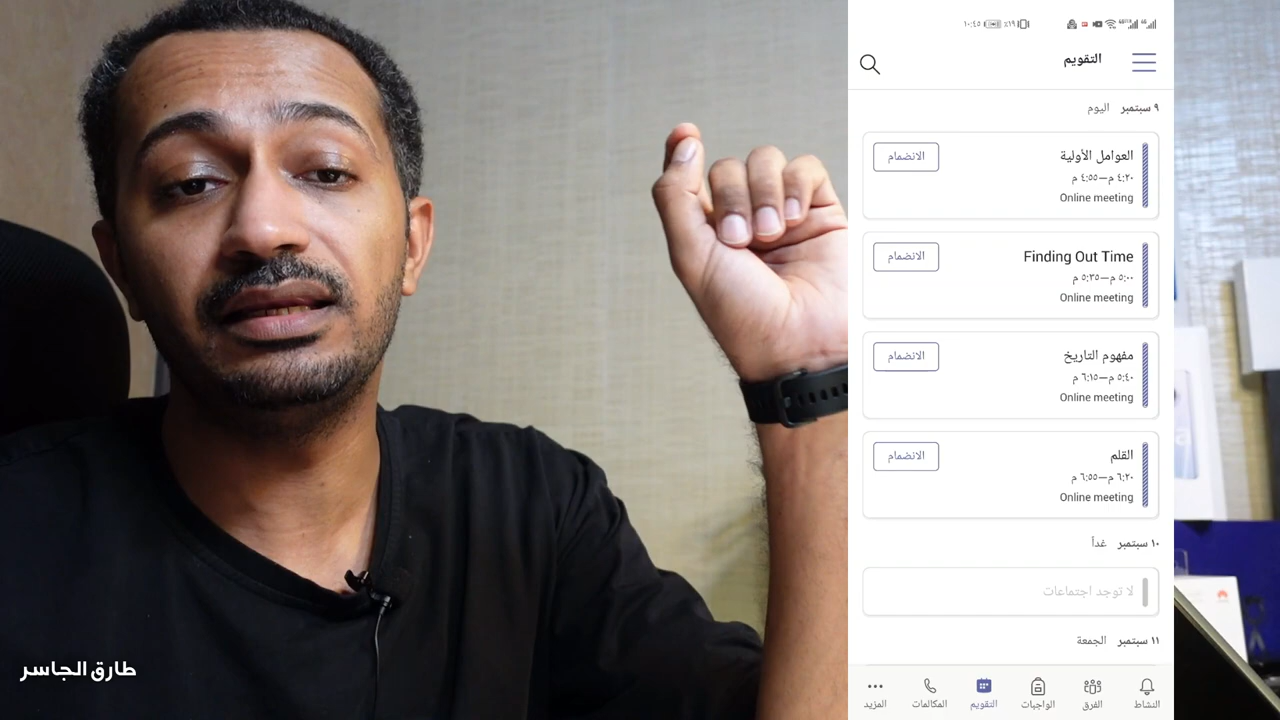 ١٠:٤٥
٪١٩
التقويم
٩ سبتمبر اليوم
العوامل الأولية
٤:٢٠ م—٤:٥٥ م
Online meeting
الانضمام
Finding Out Time
٥:٠٠ م—٥:٣٥ م
Online meeting
الانضمام
مفهوم التاريخ
٥:٤٠ م—٦:١٥ م
Online meeting
الانضمام
القلم
٦:٢٠ م—٦:٥٥ م
Online meeting
الانضمام
١٠ سبتمبر غداً
لا توجد اجتماعات
١١ سبتمبر الجمعة
النشاط
الفرق
الواجبات
التقويم
المكالمات
المزيد
طارق الجاسر